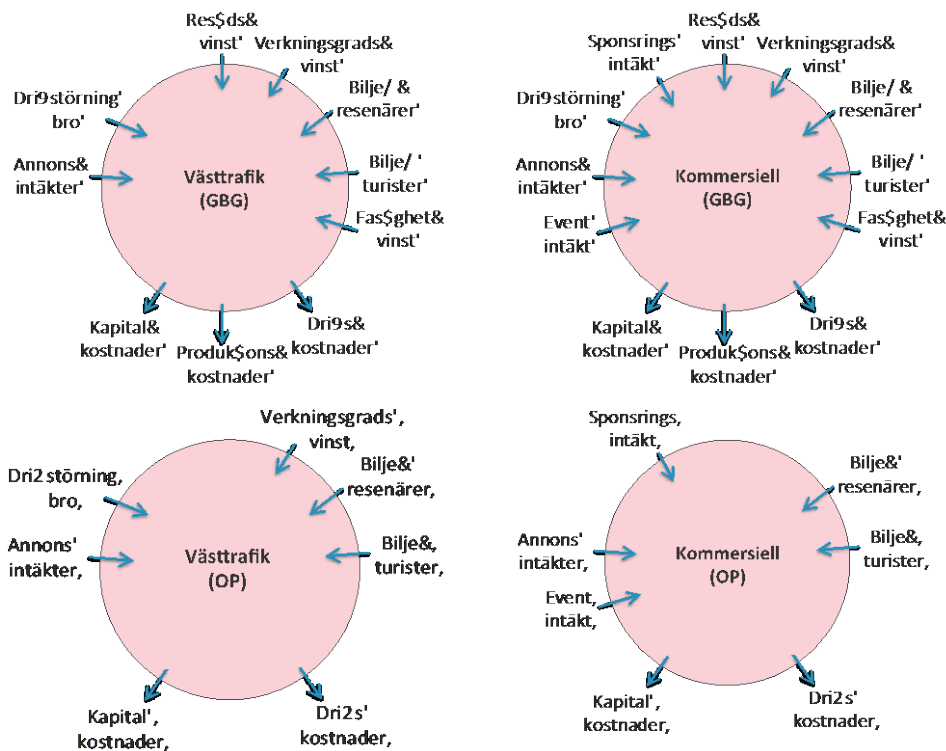 Res$ds&
vinst'
Verkningsgrads&
vinst'
Bilje/ &
resenärer'
Dri9störning'
bro'
Annons&
intäkter'
Västtrafik
(GBG)
Bilje/ '
turister'
Fas$ghet&
vinst'
Kapital&
kostnader'
Produk$ons&
kostnader'
Dri9s&
kostnader'
Res$ds&
vinst'
Sponsrings'
intäkt'
Verkningsgrads&
vinst'
Bilje/ &
resenärer'
Dri9störning'
bro'
Annons&
intäkter'
Kommersiell
(GBG)
Bilje/ '
turister'
Event'
intäkt'
Fas$ghet&
vinst'
Kapital&
kostnader'
Produk$ons&
kostnader'
Dri9s&
kostnader'
Verkningsgrads',
vinst,
Dri2störning,
bro,
Bilje&'
resenärer,
Annons'
intäkter,
Västtrafik
(OP)
Bilje&,
turister,
Kapital',
kostnader,
Dri2s'
kostnader,
Sponsrings,
intäkt,
Bilje&'
resenärer,
Annons'
intäkter,
Kommersiell
(OP)
Bilje&,
turister,
Event,
intäkt,
Kapital',
kostnader,
Dri2s'
kostnader,